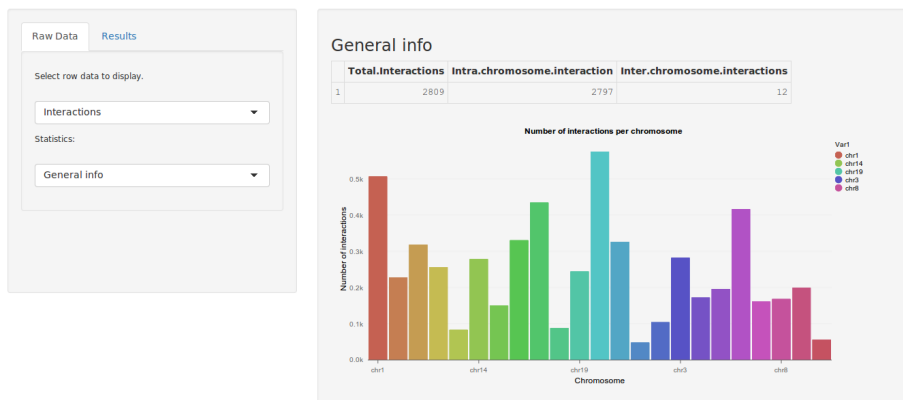 Raw Data Results
Select row data to display.
Interactions
Statistics:
General info
General info
Total.Interactions Intra.chromosome.interaction Inter.chromosome.interactions
1 2809 2797 12
Number of interactions per chromosome
Var1
chr1
chr14
chr19
chr3
chr8
Number of interactions
0.5k
0.4k
0.3k
0.2k
0.1k
0.0k
chr1 chr14 chr19 chr3 chr8
Chromosome